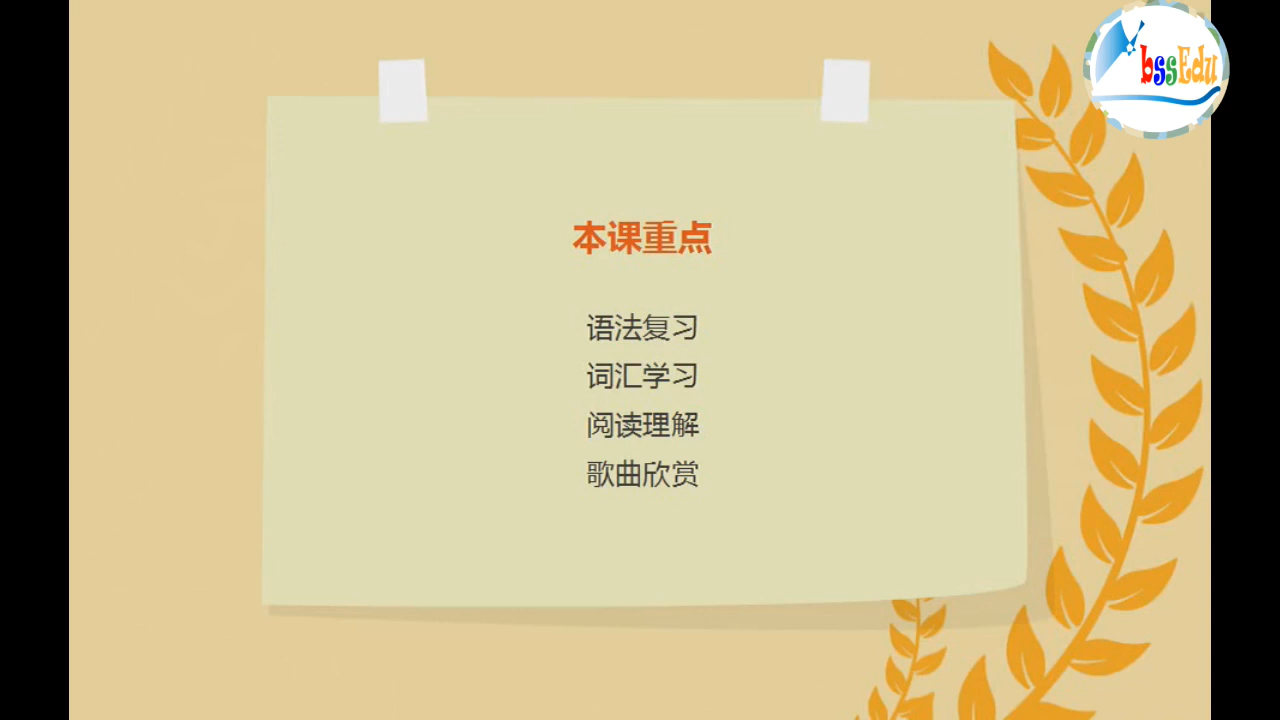 bssEdu
本课重点
语法复习
词汇学习
阅读理解
歌曲欣赏